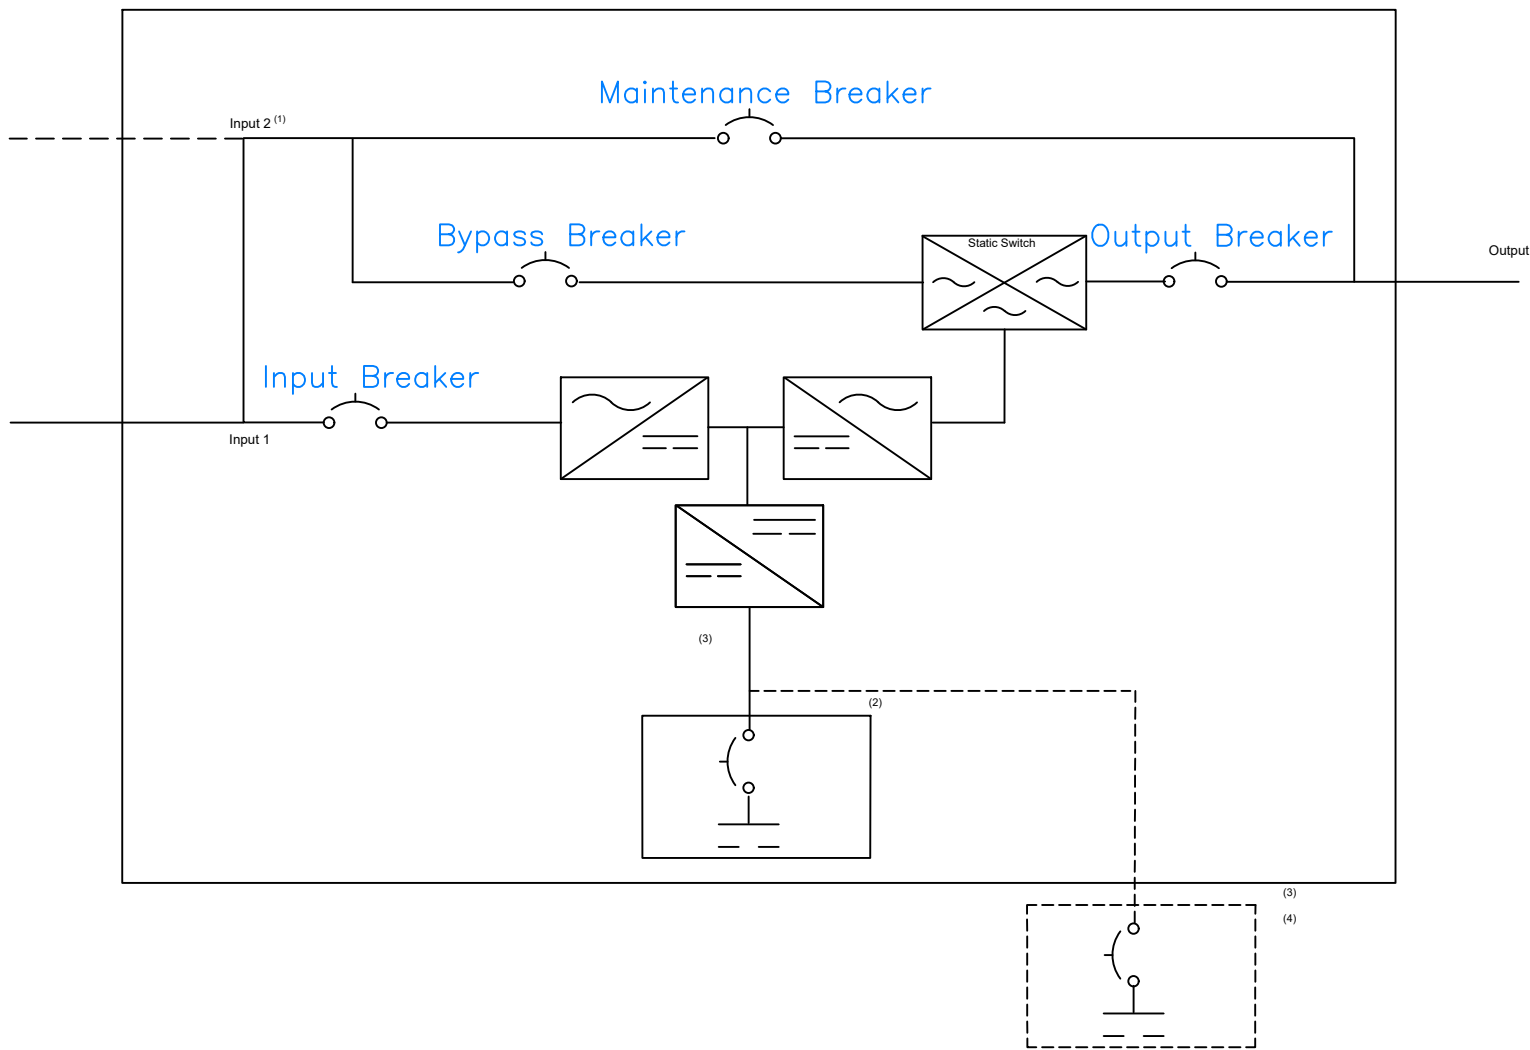 Maintenance Breaker
Input 2 (1)
Bypass Breaker
Static Switch
Output Breaker
Output
Input Breaker
Input 1
(3)
(2)
(3)
(4)